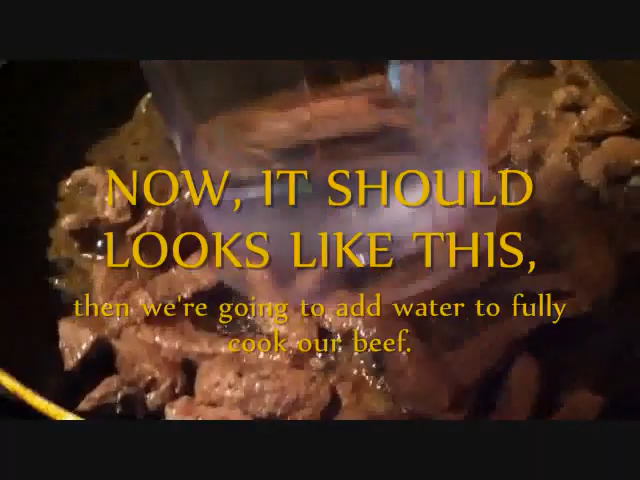 NOW, IT SHOULD
LOOKS LIKE THIS,
then we're going to add water to fully
cook our beef.